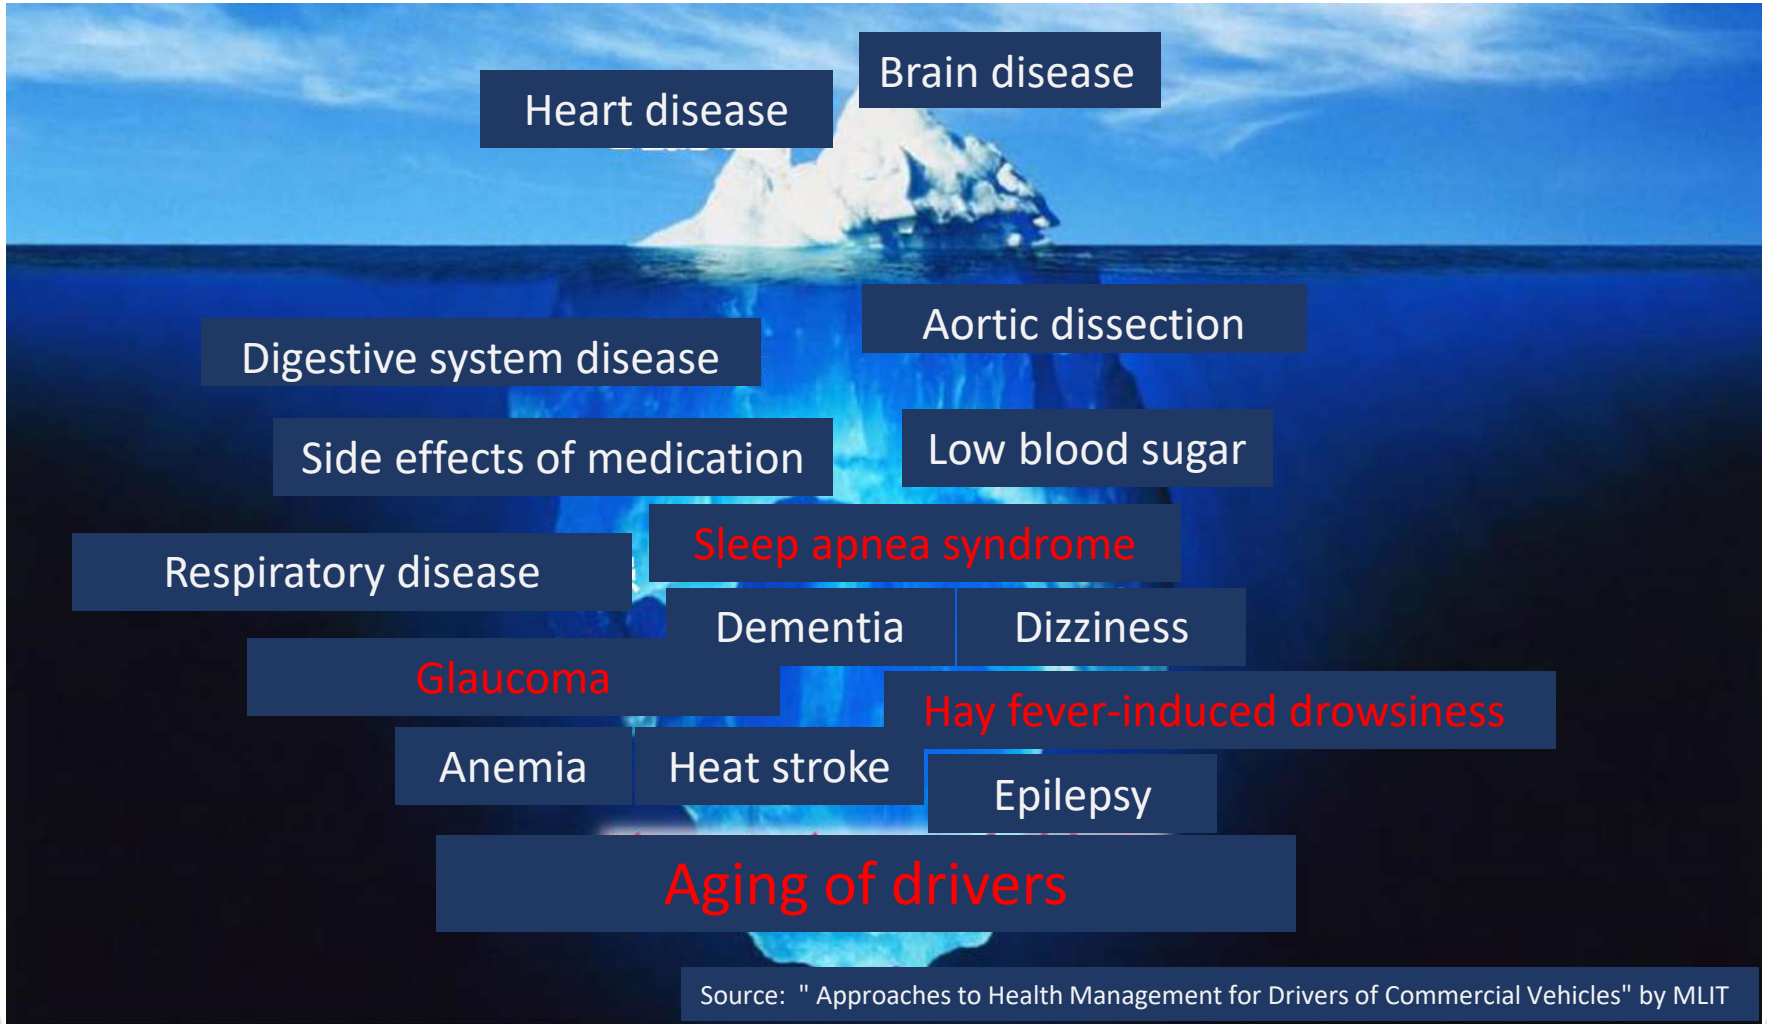 Brain disease
Heart disease
Aortic dissection
Digestive system disease
Low blood sugar
Side effects of medication
Sleep apnea syndrome
Respiratory disease
Dementia
Dizziness
Glaucoma
Hay fever-induced drowsiness
Anemia
Heat stroke
Epilepsy
Aging of drivers
Source: " Approaches to Health Management for Drivers of Commercial Vehicles" by MLIT